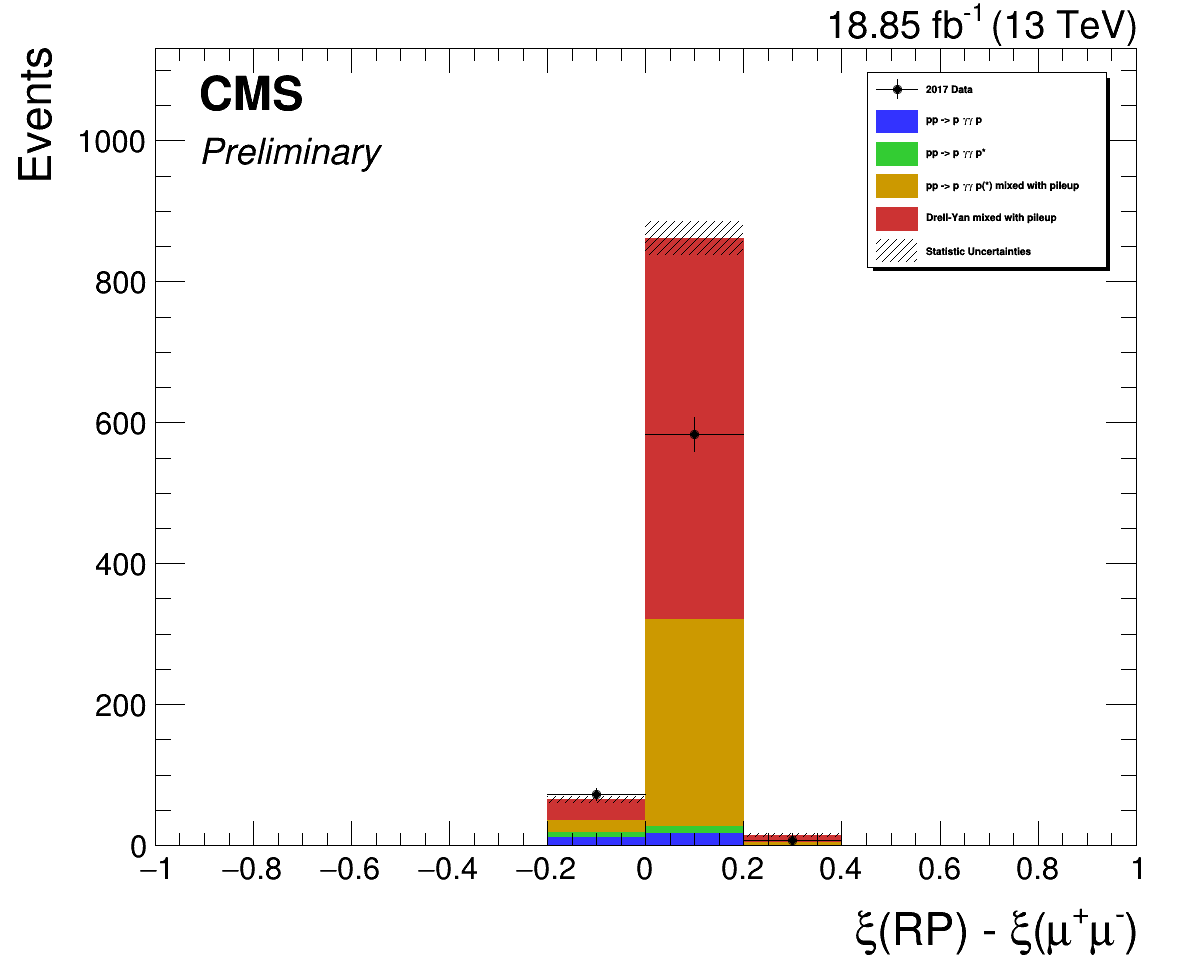 18.85 fb⁻¹ (13 TeV)
Events
CMS
Preliminary
2017 Data
pp -> p γγ p
pp -> p γγ p*
pp -> p γγ p(*) mixed with pileup
Drell-Yan mixed with pileup
Statistic Uncertainties
1000
800
600
400
200
0
−1 −0.8 −0.6 −0.4 −0.2 0 0.2 0.4 0.6 0.8 1
ξ(RP) - ξ(μ⁺μ⁻)